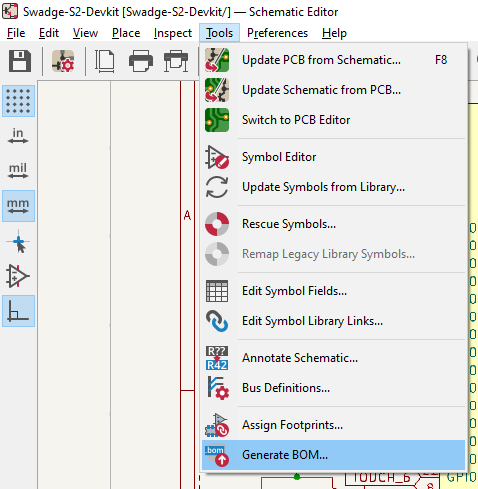 Swadge-S2-Devkit [Swadge-S2-Devkit/] — Schematic Editor
File Edit View Place Inspect Tools Preferences Help
Update PCB from Schematic... F8
Update Schematic from PCB...
Switch to PCB Editor
in
Symbol Editor
mil
Update Symbols from Library...
mm
A
Rescue Symbols...
Remap Legacy Library Symbols...
Edit Symbol Fields...
Edit Symbol Library Links...
R??
R42
Annotate Schematic...
Bus Definitions...
Assign Footprints...
.bom
Generate BOM...
TOUCH_6
8
GPIO